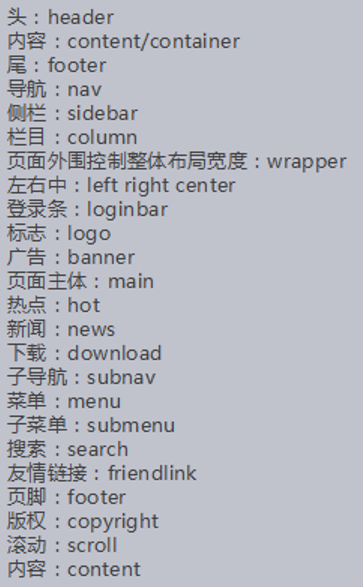 头：header
内容：content/container
尾：footer
导航：nav
侧栏：sidebar
栏目：column
页面外围控制整体布局宽度：wrapper
左右中：left right center
登录条：loginbar
标志：logo
广告：banner
页面主体：main
热点：hot
新闻：news
下载：download
子导航：subnav
菜单：menu
子菜单：submenu
搜索：search
友情链接：friendlink
页脚：footer
版权：copyright
滚动：scroll
内容：content